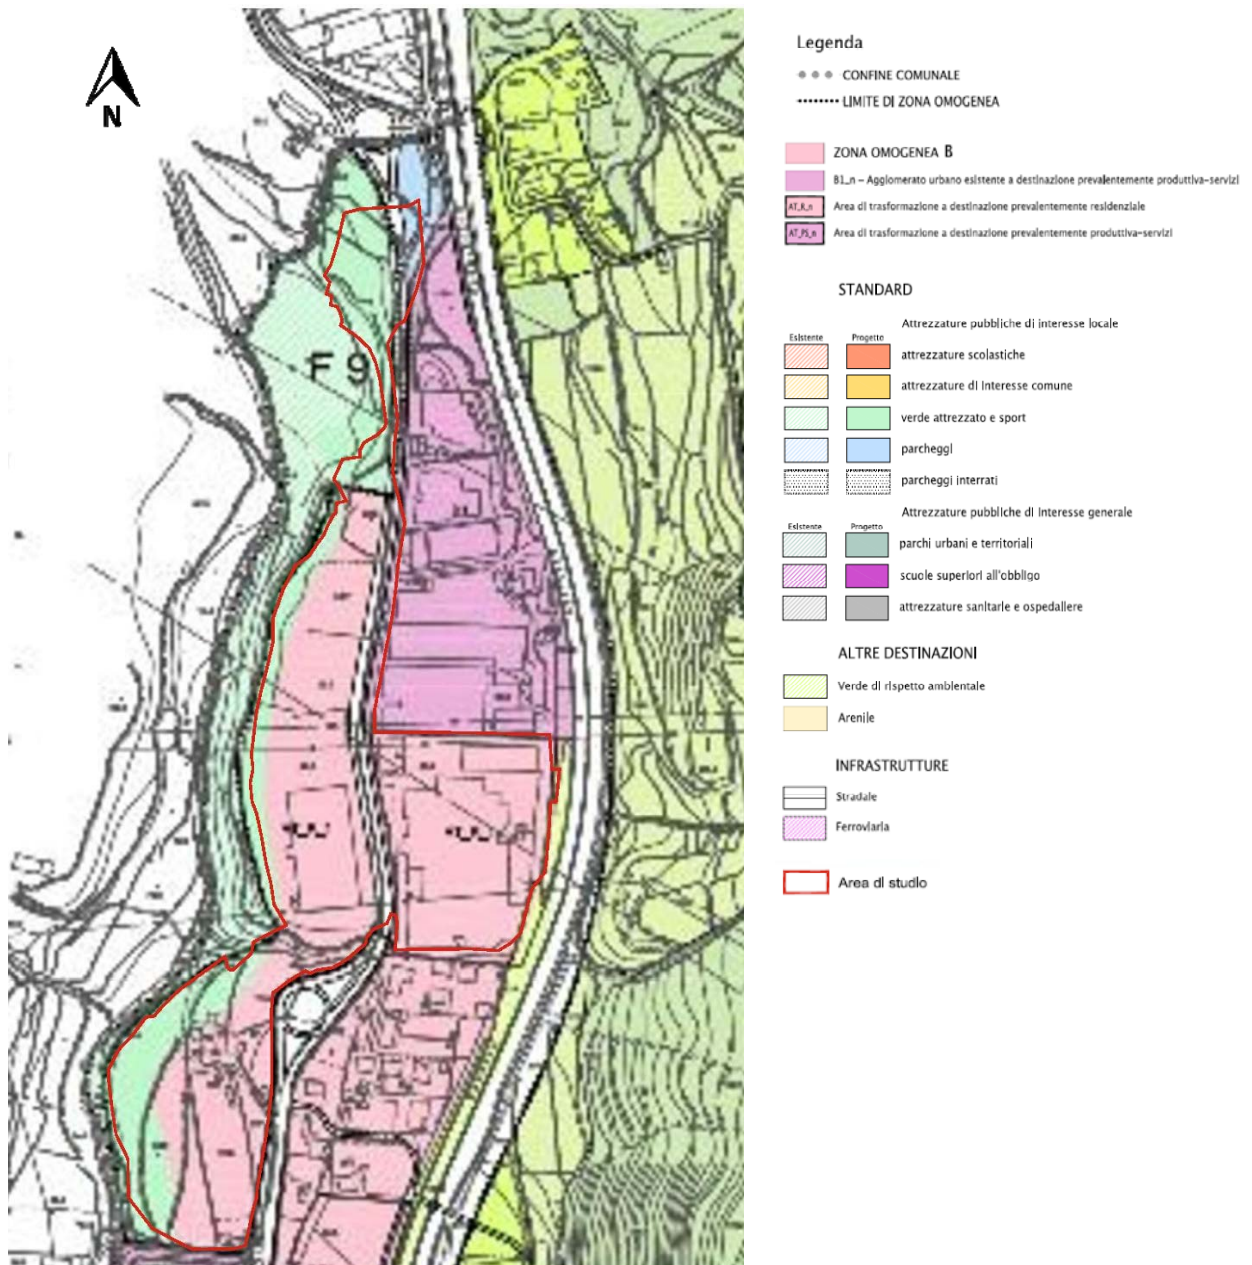 N
F 9
Legenda
CONFINE COMUNALE
LIMITE DI ZONA OMOGENEA
ZONA OMOGENEA B
B1_n – Agglomerato urbano esistente a destinazione prevalentemente produttiva-servizi
AT_R_n Area di trasformazione a destinazione prevalentemente residenziale
AT_PS_n Area di trasformazione a destinazione prevalentemente produttiva-servizi
STANDARD
Attrezzature pubbliche di interesse locale
Esistente Progetto
attrezzature scolastiche
attrezzature di interesse comune
verde attrezzato e sport
parcheggi
parcheggi interrati
Attrezzature pubbliche di interesse generale
Esistente Progetto
parchi urbani e territoriali
scuole superiori all'obbligo
attrezzature sanitarie e ospedaliere
ALTRE DESTINAZIONI
Verde di rispetto ambientale
Arenile
INFRASTRUTTURE
Stradale
Ferroviaria
Area di studio